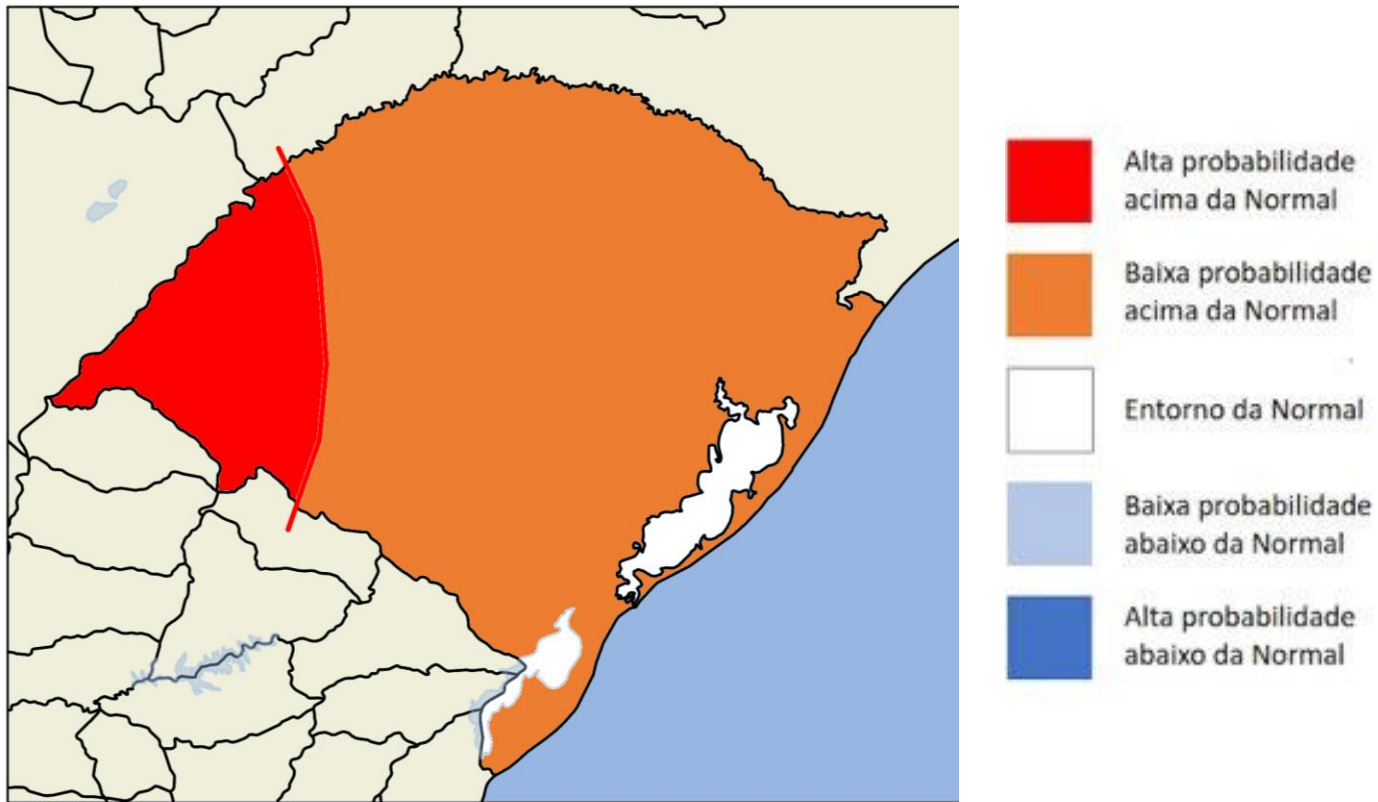 Alta probabilidade
acima da Normal
Baixa probabilidade
acima da Normal
Entorno da Normal
Baixa probabilidade
abaixo da Normal
Alta probabilidade
abaixo da Normal